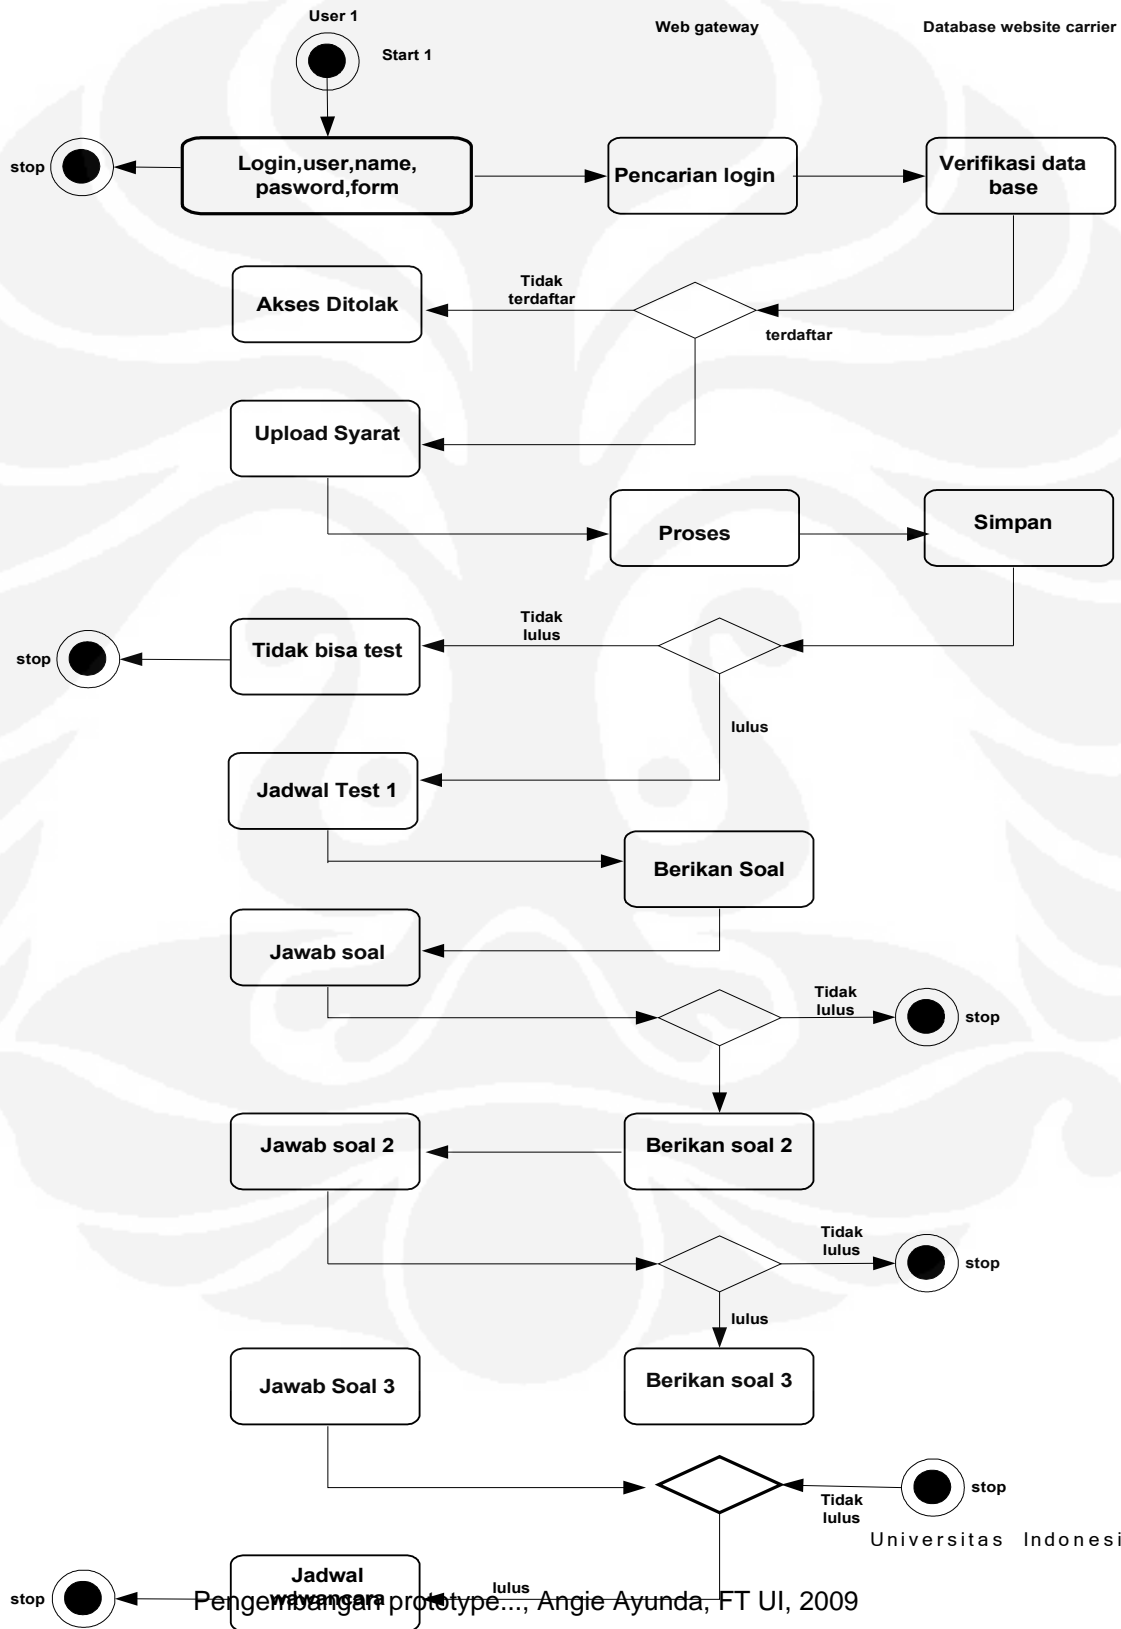 User 1
Web gateway
Database website carrier
Start 1
stop
Login,user,name,
pasword,form
Pencarian login
Verifikasi data
base
Akses Ditolak
Tidak
terdaftar
terdaftar
Upload Syarat
Proses
Simpan
Tidak
lulus
Tidak bisa test
stop
lulus
Jadwal Test 1
Berikan Soal
Jawab soal
Tidak
lulus
stop
Jawab soal 2
Berikan soal 2
Tidak
lulus
stop
lulus
Jawab Soal 3
Berikan soal 3
stop
Tidak
lulus
Universitas Indonesi
Jadwal
wawancara
lulus
stop
Pengembangan prototype..., Angie Ayunda, FT UI, 2009